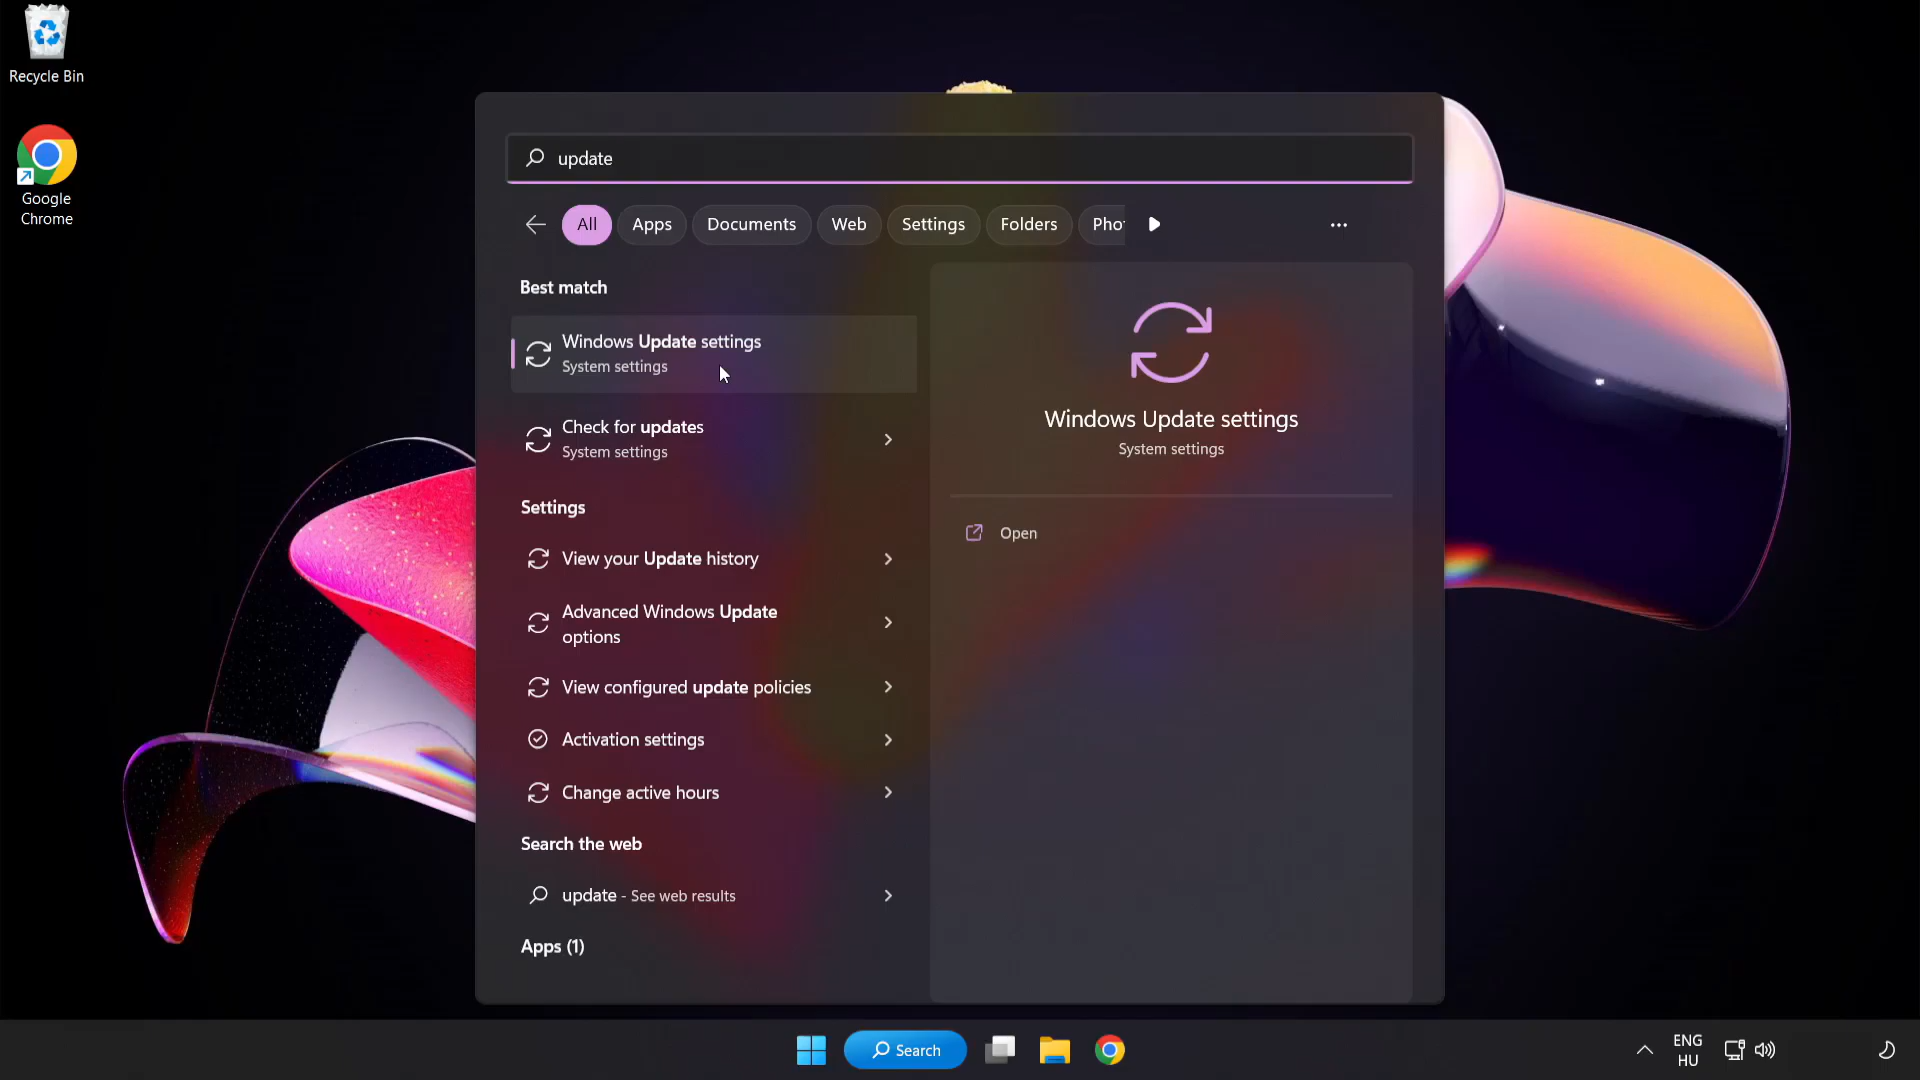 Recycle Bin
Google
Chrome
update
All
Apps
Documents
Web
Settings
Folders
Best match
Windows Update settings
System settings
Check for updates
System settings
Settings
View your Update history
Advanced Windows Update
options
View configured update policies
Activation settings
Change active hours
Search the web
update - See web results
Apps (1)
Windows Update settings
System settings
Open
Search
ENG
HU